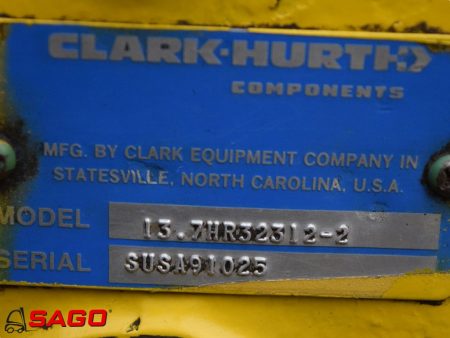 CLARK-HURTH
COMPONENTS
MFG. BY CLARK EQUIPMENT COMPANY IN
STATESVILLE, NORTH CAROLINA, U.S.A.
MODEL 13.7HR32312-2
SERIAL SUSA91025
SAGO